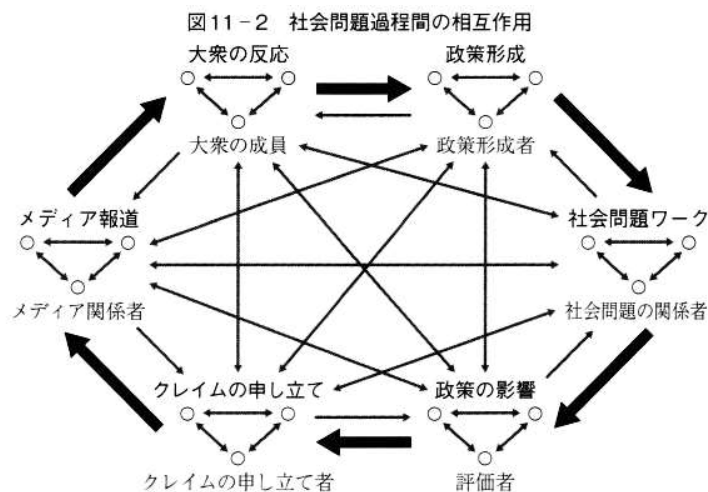 図11-2 社会問題過程間の相互作用
大衆の反応
政策形成
大衆の成員
政策形成者
メディア報道
社会問題ワーク
メディア関係者
社会問題の関係者
クレイムの申し立て
政策の影響
クレイムの申し立て者
評価者